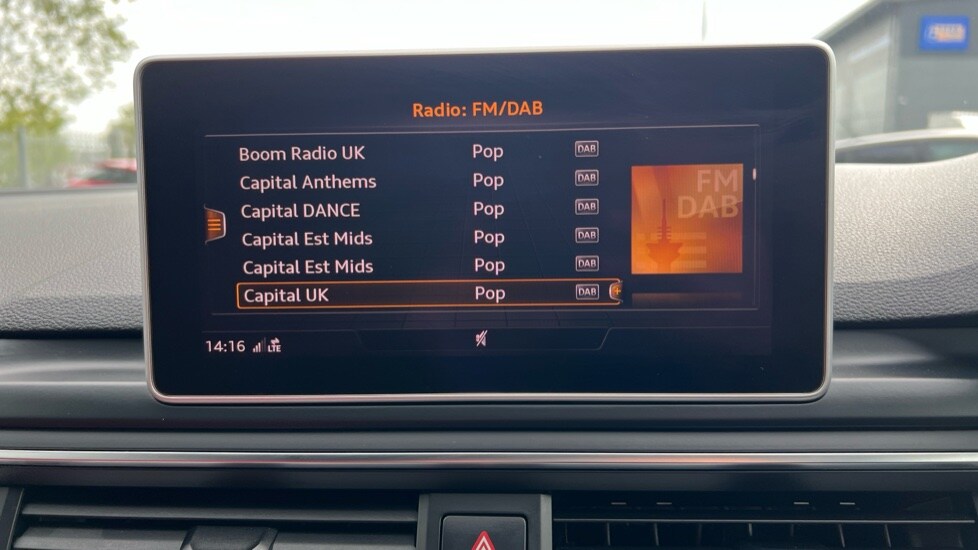 Radio: FM/DAB
Boom Radio UK Pop DAB
Capital Anthems Pop DAB
Capital DANCE Pop DAB
Capital Est Mids Pop DAB
Capital Est Mids Pop DAB
Capital UK Pop DAB
FM
DAB
14:16 LTE